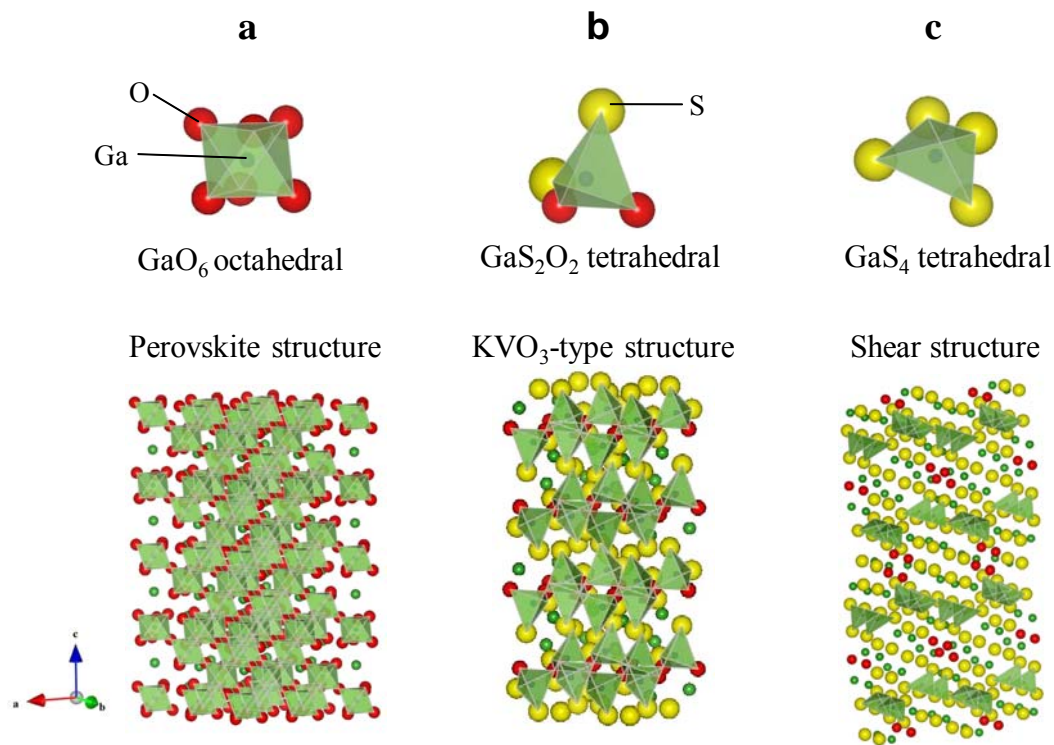 a
b
c
O
Ga
S
GaO₆ octahedral
GaS₂O₂ tetrahedral
GaS₄ tetrahedral
Perovskite structure
KVO₃-type structure
Shear structure
c
a
b